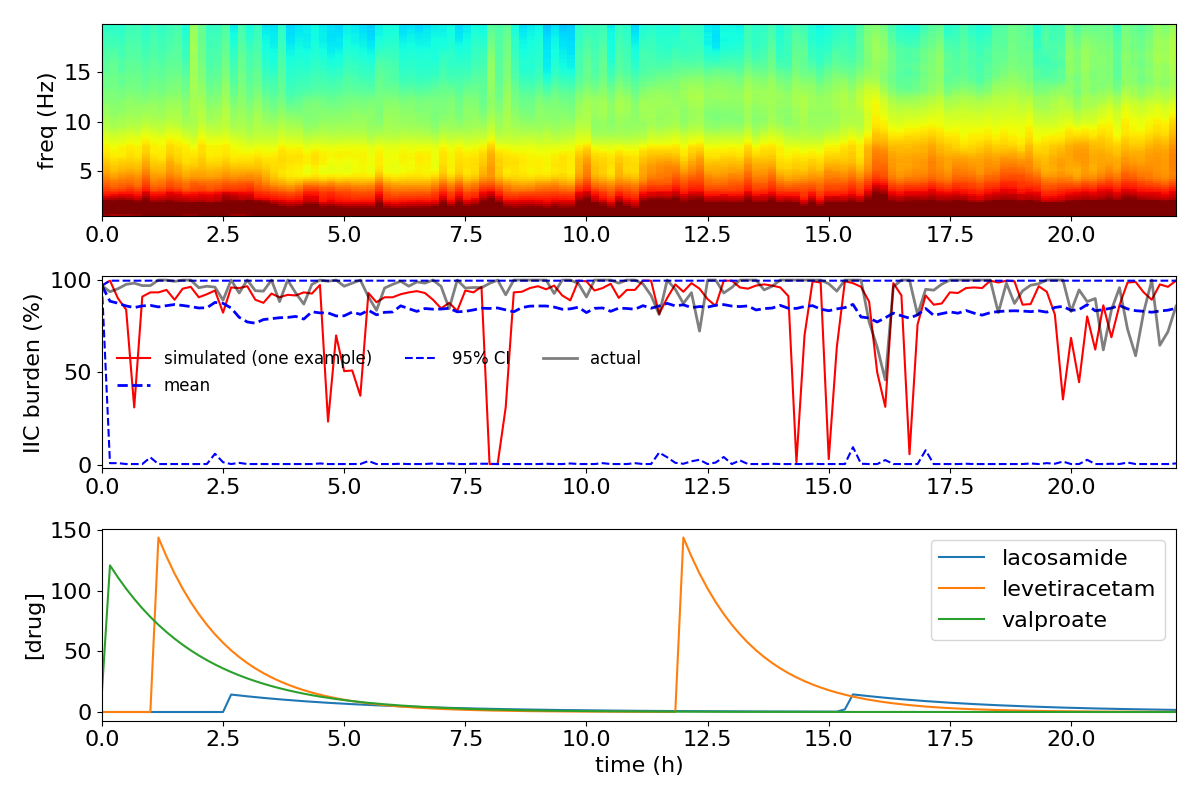 freq (Hz)
15
10
5
0.0 2.5 5.0 7.5 10.0 12.5 15.0 17.5 20.0
IIC burden (%)
100
50
0
simulated (one example) 95% CI actual
mean
0.0 2.5 5.0 7.5 10.0 12.5 15.0 17.5 20.0
[drug]
150
100
50
0
lacosamide
levetiracetam
valproate
0.0 2.5 5.0 7.5 10.0 12.5 15.0 17.5 20.0
time (h)